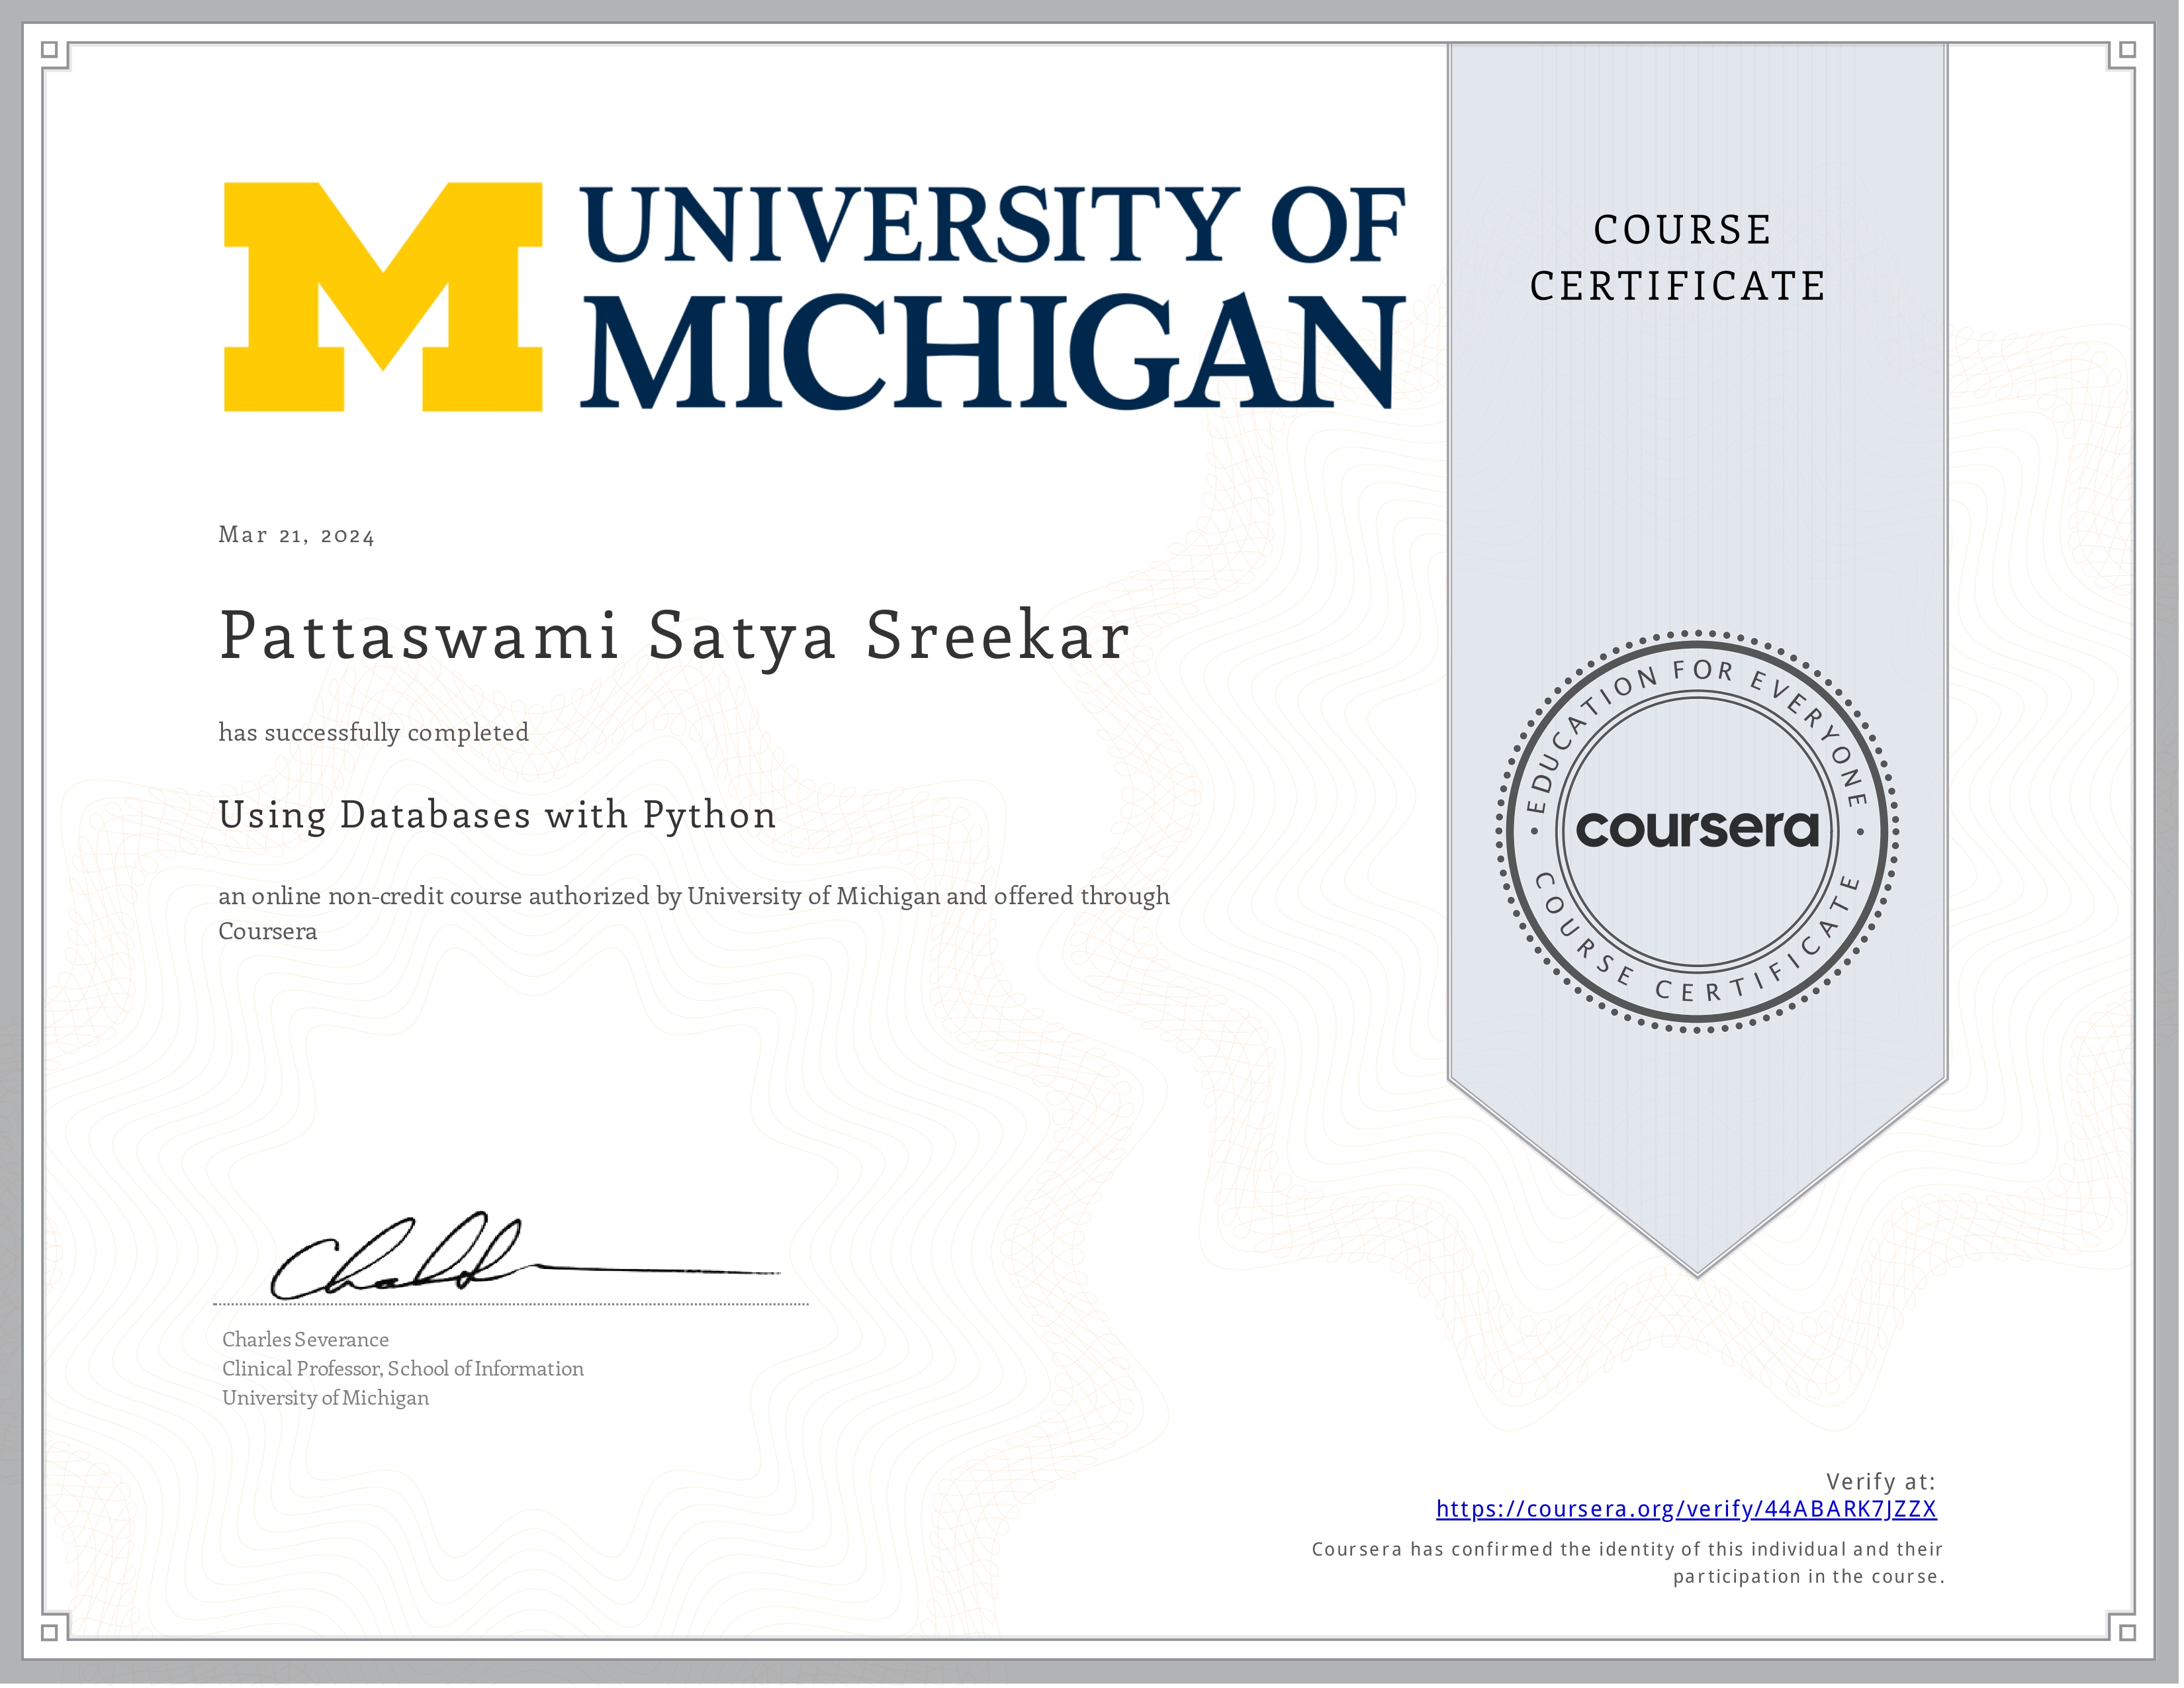 M
UNIVERSITY OF
MICHIGAN
COURSE
CERTIFICATE
Mar 21, 2024
Pattaswami Satya Sreekar
has successfully completed
Using Databases with Python
an online non-credit course authorized by University of Michigan and offered through
Coursera
EDUCATION FOR EVERYONE
coursera
COURSE CERTIFICATE
Charles Severance
Clinical Professor, School of Information
University of Michigan
Verify at:
https://coursera.org/verify/44ABARK7JZZX
Coursera has confirmed the identity of this individual and their
participation in the course.